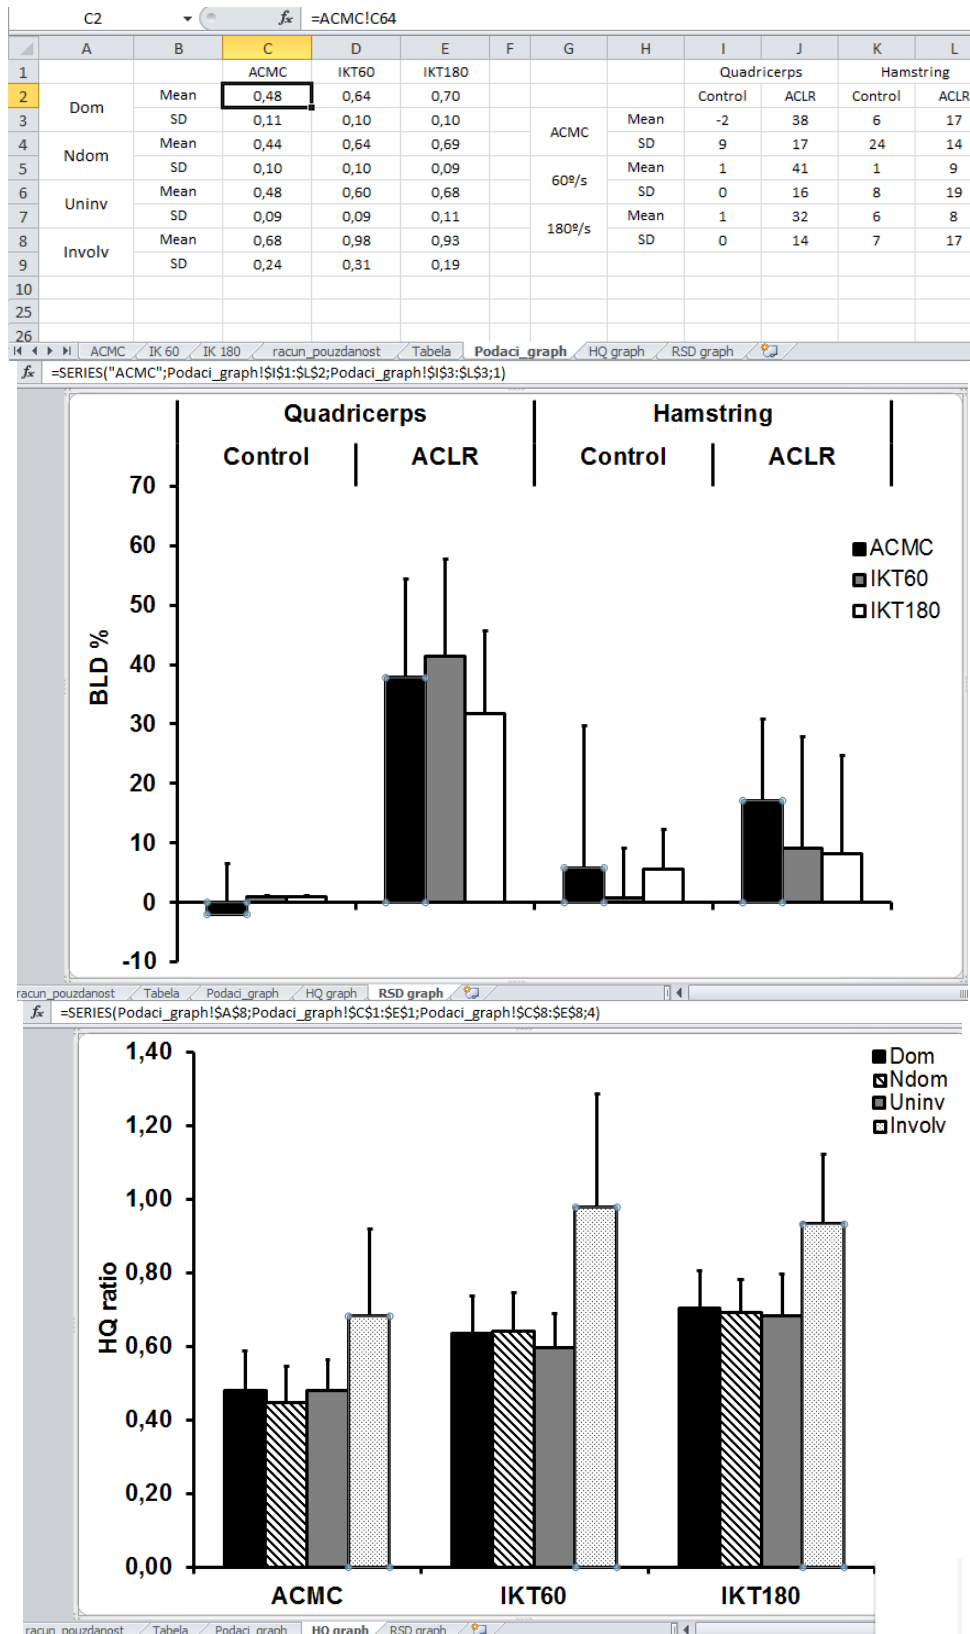 C2 fx =ACMC!C64
A B C D E F G H I J K L
1 ACMC IKT60 IKT180 Quadricerps Hamstring
2 Dom Mean 0,48 0,64 0,70 Control ACLR Control ACLR
3 SD 0,11 0,10 0,10 ACMC Mean -2 38 6 17
4 Ndom Mean 0,44 0,64 0,69 SD 9 17 24 14
5 SD 0,10 0,10 0,09 60º/s Mean 1 41 1 9
6 Uninv Mean 0,48 0,60 0,68 SD 0 16 8 19
7 SD 0,09 0,09 0,11 180º/s Mean 1 32 6 8
8 Involv Mean 0,68 0,98 0,93 SD 0 14 7 17
9 SD 0,24 0,31 0,19
10
25
26
ACMC IK 60 IK 180 racun_pouzdanost Tabela Podaci_graph HQ graph RSD graph
fx =SERIES("ACMC";Podaci_graph!$I$1:$L$2;Podaci_graph!$I$3:$L$3;1)
Quadricerps Hamstring
Control ACLR Control ACLR
70
60
ACMC
IKT60
50
IKT180
BLD %
40
30
20
10
0
-10
racun_pouzdanost Tabela Podaci_graph HQ graph RSD graph
fx =SERIES(Podaci_graph!$A$8;Podaci_graph!$C$1:$E$1;Podaci_graph!$C$8:$E$8;4)
1,40
Dom
Ndom
Uninv
Involv
1,20
1,00
0,80
HQ ratio
0,60
0,40
0,20
0,00
ACMC IKT60 IKT180
racun_pouzdanost Tabela Podaci_graph HQ graph RSD graph